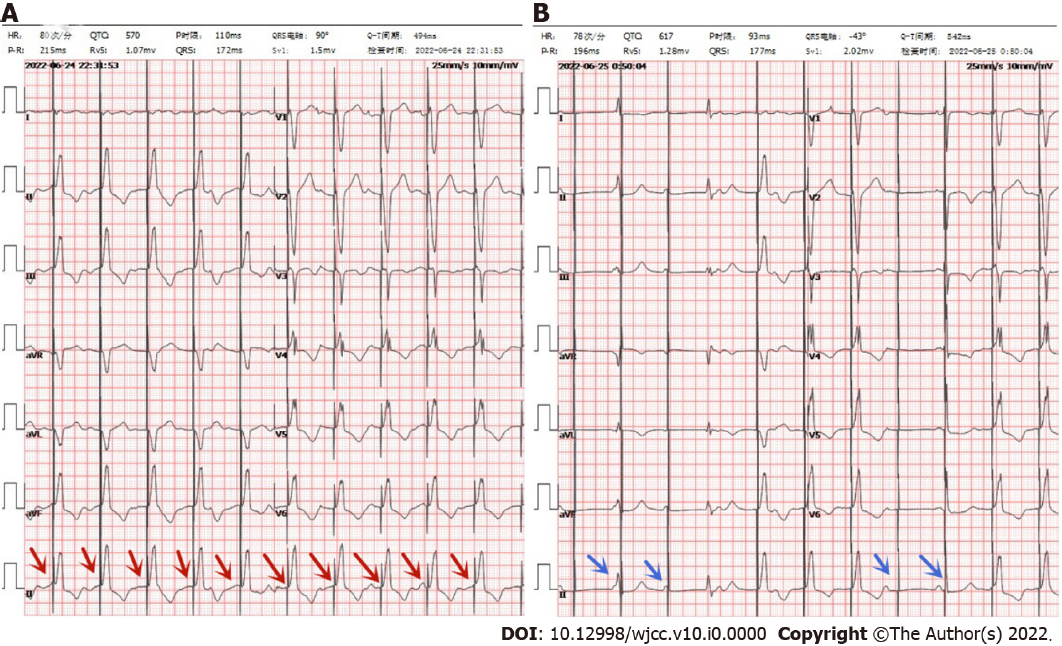 A
HR: 80次/分 QTC: 570 P时限: 110ms QRS电轴: 90° Q-T间期: 494ms
P-R: 215ms Rv5: 1.07mV QRS: 172ms Sv1: 1.5mV 检查时间: 2022-06-24 22:31:53
2022-06-24 22:31:53 25mm/s 10mm/mV
I V1
II V2
III V3
aVR V4
aVL V5
aVF V6
II
B
HR: 78次/分 QTC: 617 P时限: 93ms QRS电轴: -43° Q-T间期: 542ms
P-R: 196ms Rv5: 1.28mV QRS: 177ms Sv1: 2.02mV 检查时间: 2022-06-25 0:50:04
2022-06-25 0:50:04 25mm/s 10mm/mV
I V1
II V2
III V3
aVR V4
aVL V5
aVF V6
II
DOI: 10.12998/wjcc.v10.i0.0000 Copyright ©The Author(s) 2022.